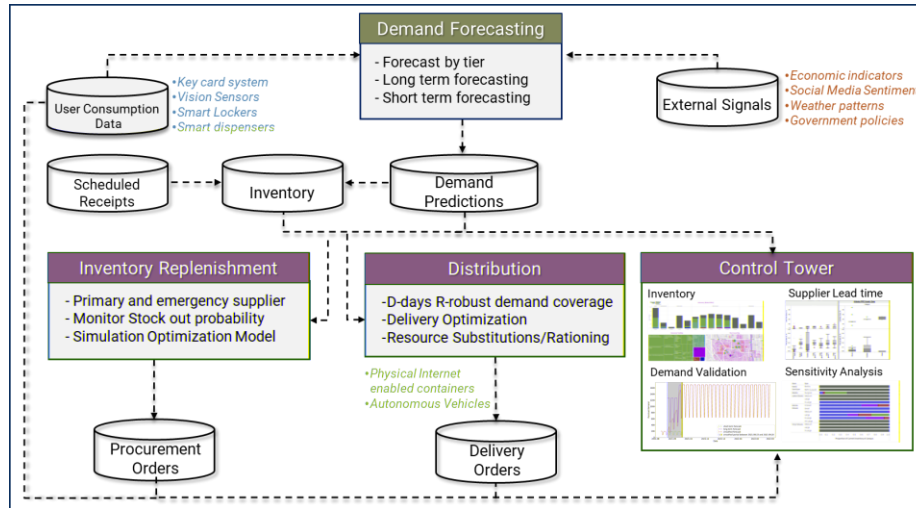 Demand Forecasting
- Forecast by tier
- Long term forecasting
- Short term forecasting
User Consumption
Data
•Key card system
•Vision Sensors
•Smart Lockers
•Smart dispensers
External Signals
•Economic indicators
•Social Media Sentiment
•Weather patterns
•Government policies
Scheduled
Receipts
Inventory
Demand
Predictions
Inventory Replenishment
- Primary and emergency supplier
- Monitor Stock out probability
- Simulation Optimization Model
Distribution
-D-days R-robust demand coverage
-Delivery Optimization
-Resource Substitutions/Rationing
•Physical Internet
enabled containers
•Autonomous Vehicles
Control Tower
Inventory
Supplier Lead time
Demand Validation
Sensitivity Analysis
Procurement
Orders
Delivery
Orders